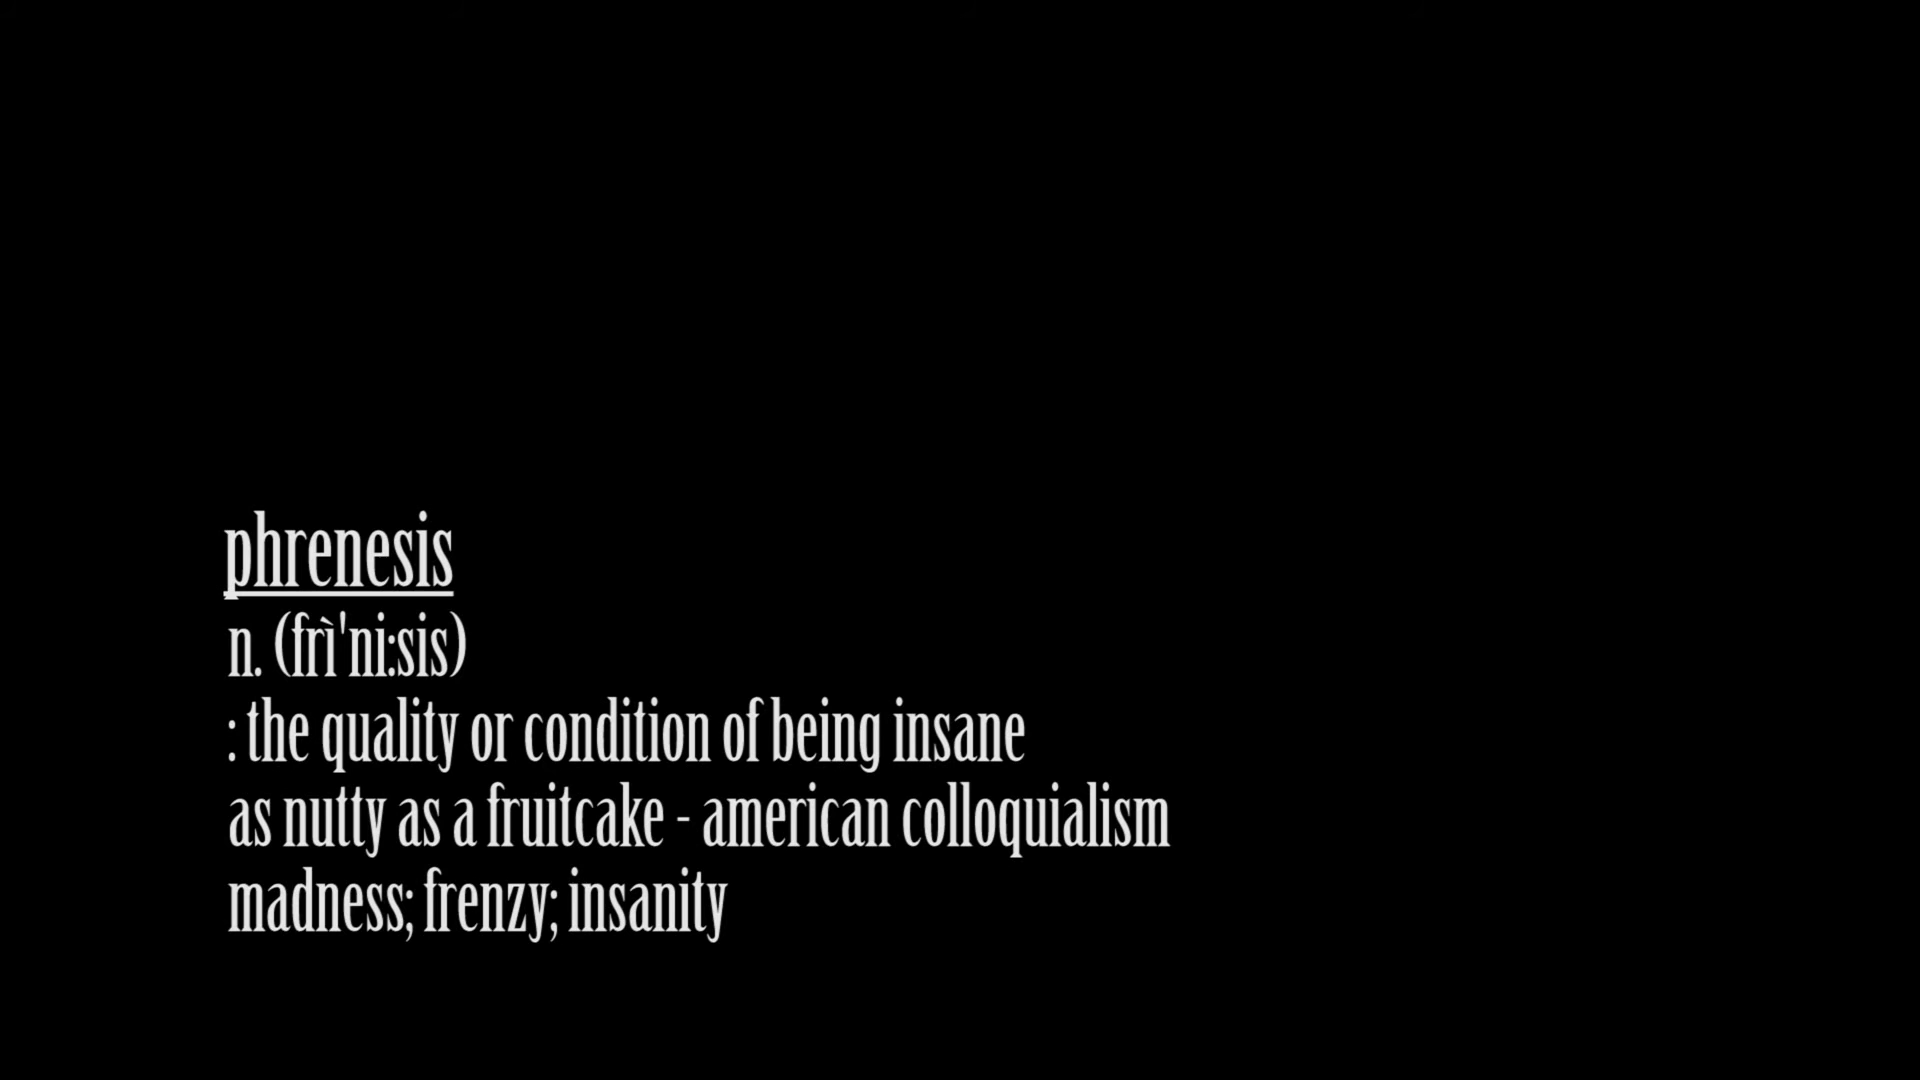 phrenesis
n. (frì'ni:sis)
: the quality or condition of being insane
as nutty as a fruitcake - american colloquialism
madness; frenzy; insanity